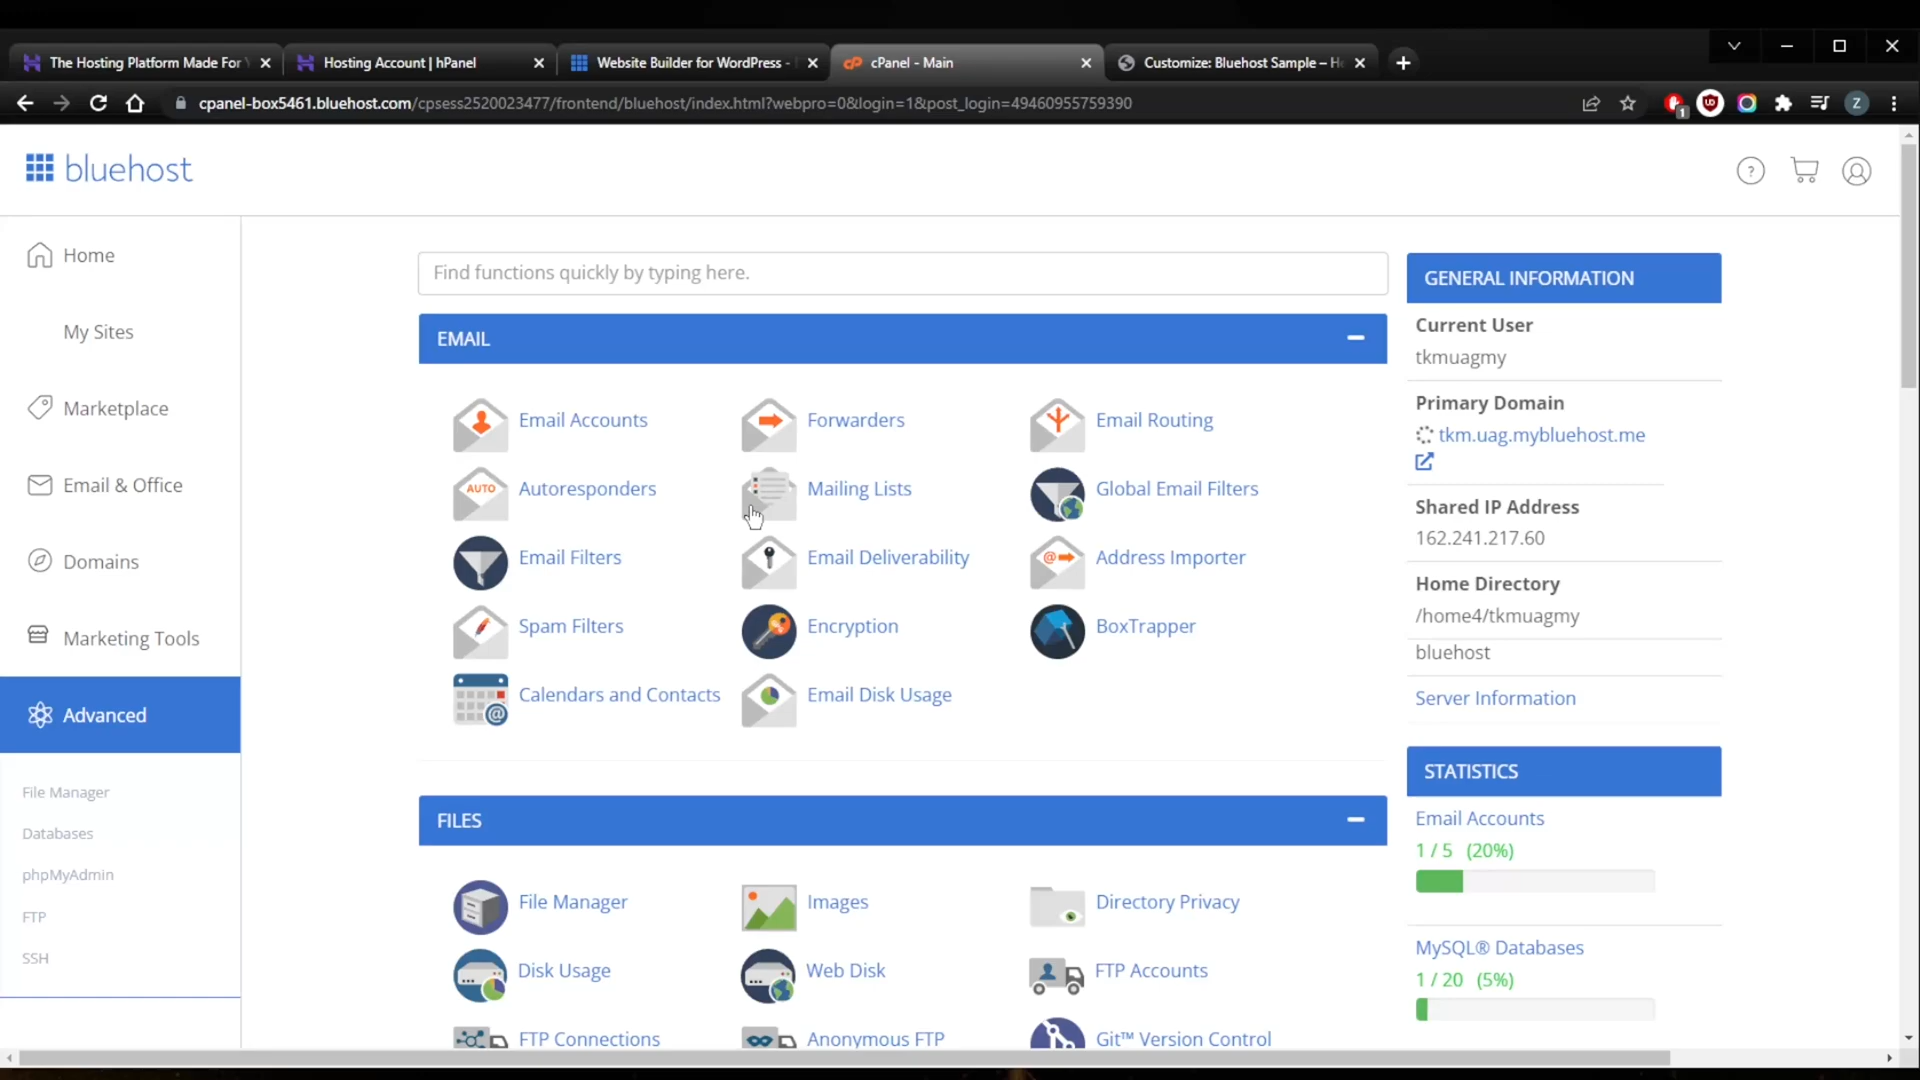 The Hosting Platform Made For
Hosting Account | hPanel
Website Builder for WordPress -
cP cPanel - Main
Customize: Bluehost Sample – H
cpanel-box5461.bluehost.com/cpsess2520023477/frontend/bluehost/index.html?webpro=0&login=1&post_login=49460955759390
1
UD
Z
bluehost
?
Home
My Sites
Marketplace
Email & Office
Domains
Marketing Tools
Advanced
File Manager
Databases
phpMyAdmin
FTP
SSH
Find functions quickly by typing here.
EMAIL
Email Accounts
Forwarders
Email Routing
AUTO
Autoresponders
Mailing Lists
Global Email Filters
Email Filters
Email Deliverability
@
Address Importer
Spam Filters
Encryption
BoxTrapper
@
Calendars and Contacts
Email Disk Usage
FILES
File Manager
Images
Directory Privacy
Disk Usage
Web Disk
FTP Accounts
FTP Connections
Anonymous FTP
Git™ Version Control
GENERAL INFORMATION
Current User
tkmuagmy
Primary Domain
tkm.uag.mybluehost.me
Shared IP Address
162.241.217.60
Home Directory
/home4/tkmuagmy
bluehost
Server Information
STATISTICS
Email Accounts
1 / 5 (20%)
MySQL® Databases
1 / 20 (5%)